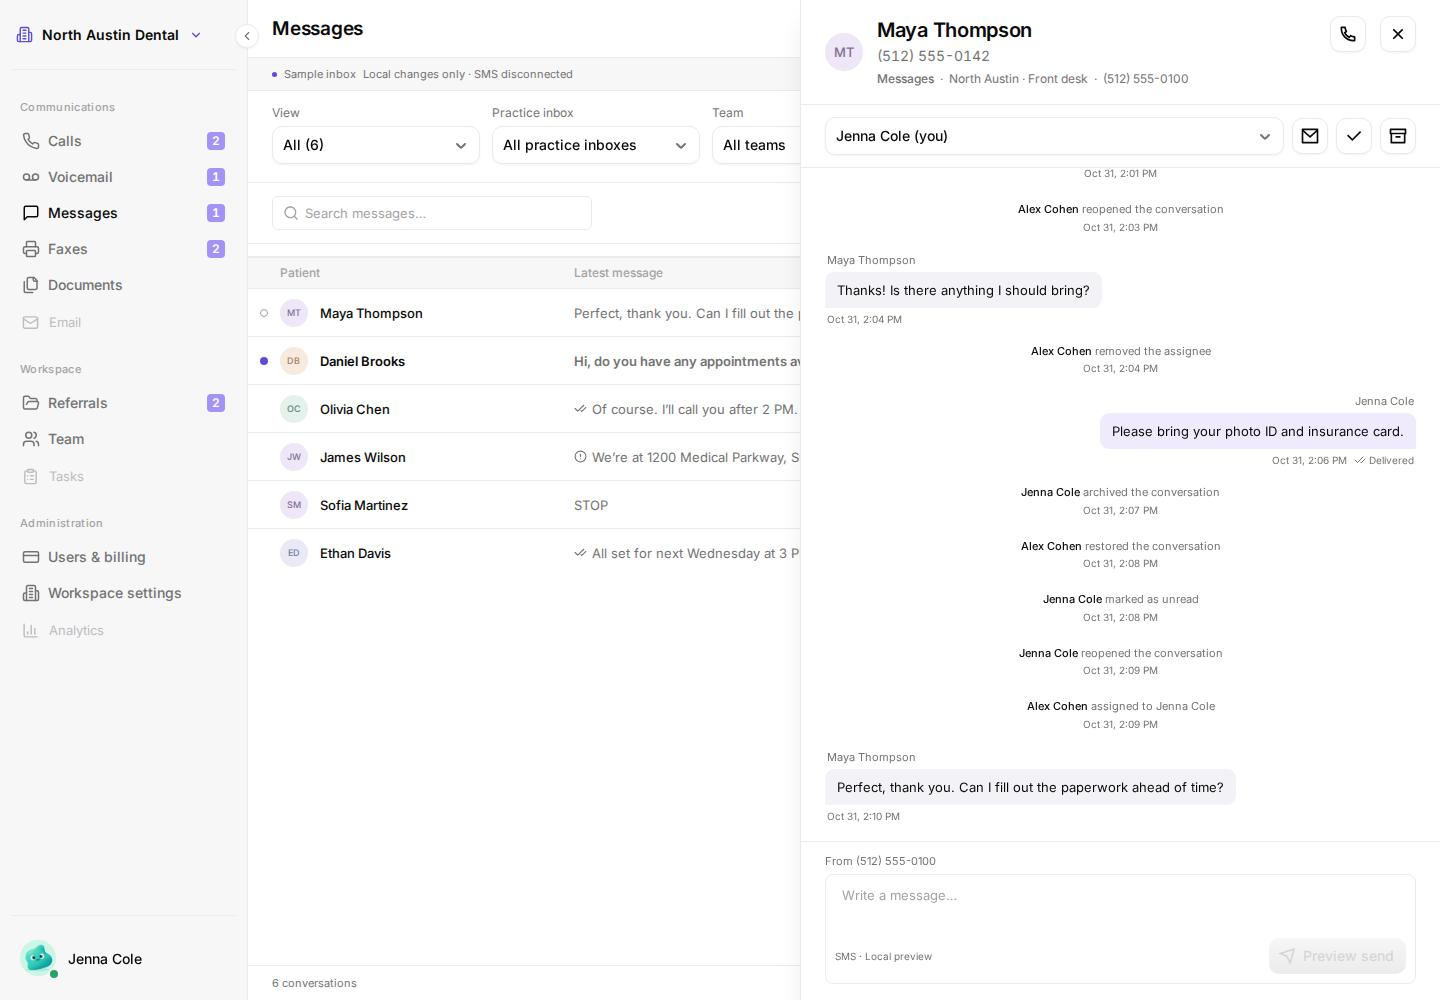 North Austin Dental
Communications
Calls 2
Voicemail 1
Messages 1
Faxes 2
Documents
Email
Workspace
Referrals 2
Team
Tasks
Administration
Users & billing
Workspace settings
Analytics
Jenna Cole
Messages
Sample inbox Local changes only · SMS disconnected
View Practice inbox Team
All (6) All practice inboxes All teams
Search messages...
Patient Latest message
MT Maya Thompson Perfect, thank you. Can I fill out the
DB Daniel Brooks Hi, do you have any appointments
OC Olivia Chen Of course. I'll call you after 2 PM.
JW James Wilson We're at 1200 Medical Parkway, S
SM Sofia Martinez STOP
ED Ethan Davis All set for next Wednesday at 3 P
6 conversations
MT
Maya Thompson
(512) 555-0142
Messages · North Austin · Front desk · (512) 555-0100
Jenna Cole (you)
Oct 31, 2:01 PM
Alex Cohen reopened the conversation
Oct 31, 2:03 PM
Maya Thompson
Thanks! Is there anything I should bring?
Oct 31, 2:04 PM
Alex Cohen removed the assignee
Oct 31, 2:04 PM
Jenna Cole
Please bring your photo ID and insurance card.
Oct 31, 2:06 PM Delivered
Jenna Cole archived the conversation
Oct 31, 2:07 PM
Alex Cohen restored the conversation
Oct 31, 2:08 PM
Jenna Cole marked as unread
Oct 31, 2:08 PM
Jenna Cole reopened the conversation
Oct 31, 2:09 PM
Alex Cohen assigned to Jenna Cole
Oct 31, 2:09 PM
Maya Thompson
Perfect, thank you. Can I fill out the paperwork ahead of time?
Oct 31, 2:10 PM
From (512) 555-0100
Write a message...
SMS · Local preview
Preview send